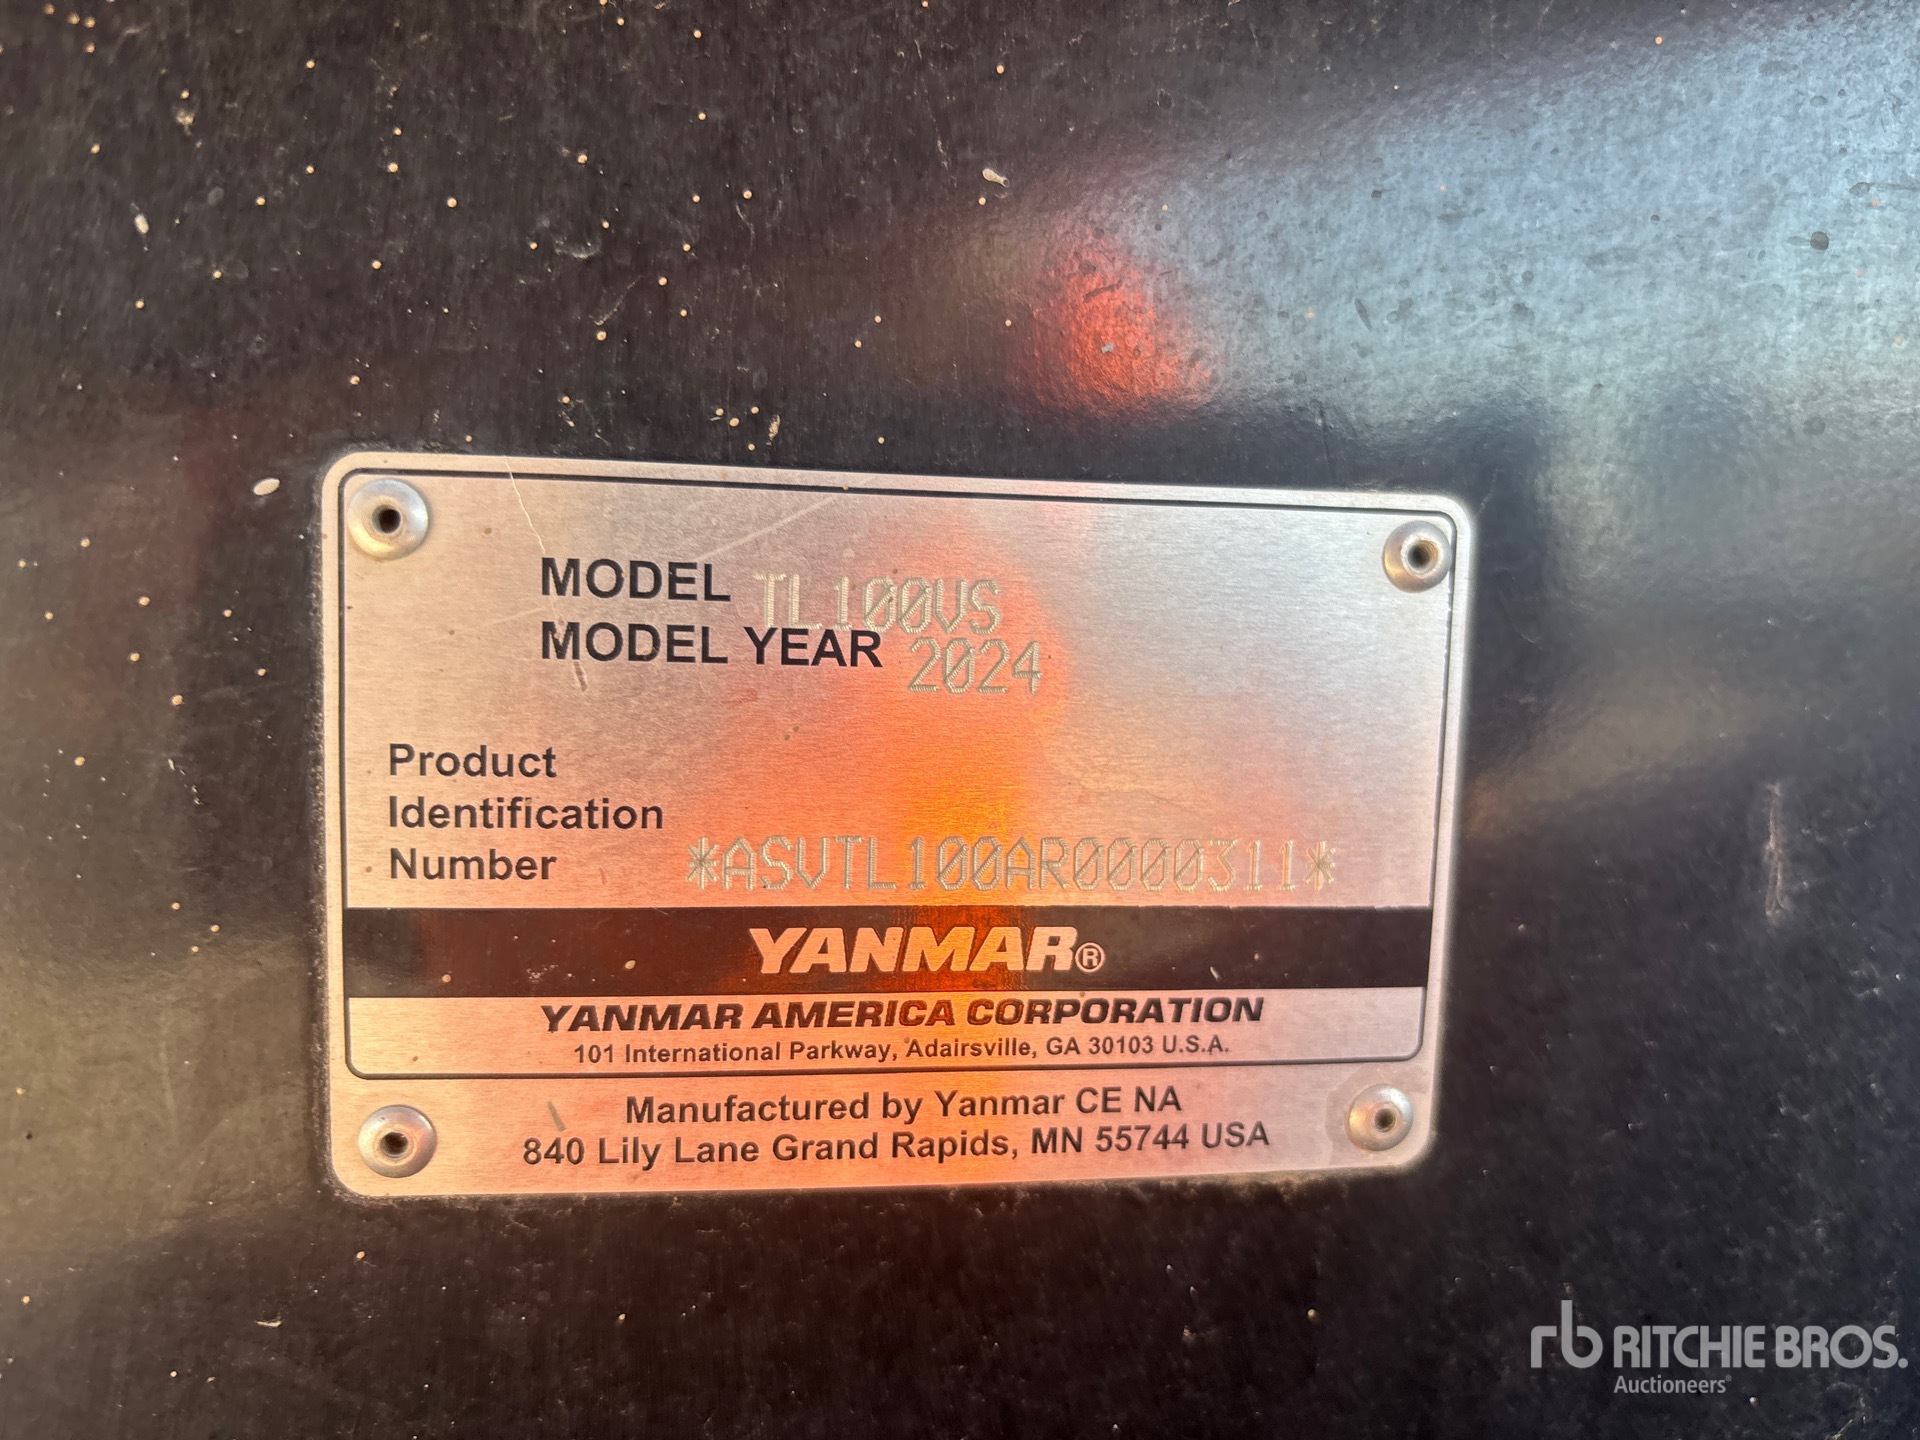 MODEL TL100VS
MODEL YEAR 2024
Product
Identification
Number *ASVTL100AR0000311*
YANMAR®
YANMAR AMERICA CORPORATION
101 International Parkway, Adairsville, GA 30103 U.S.A.
Manufactured by Yanmar CE NA
840 Lily Lane Grand Rapids, MN 55744 USA
rb RITCHIE BROS.
Auctioneers®